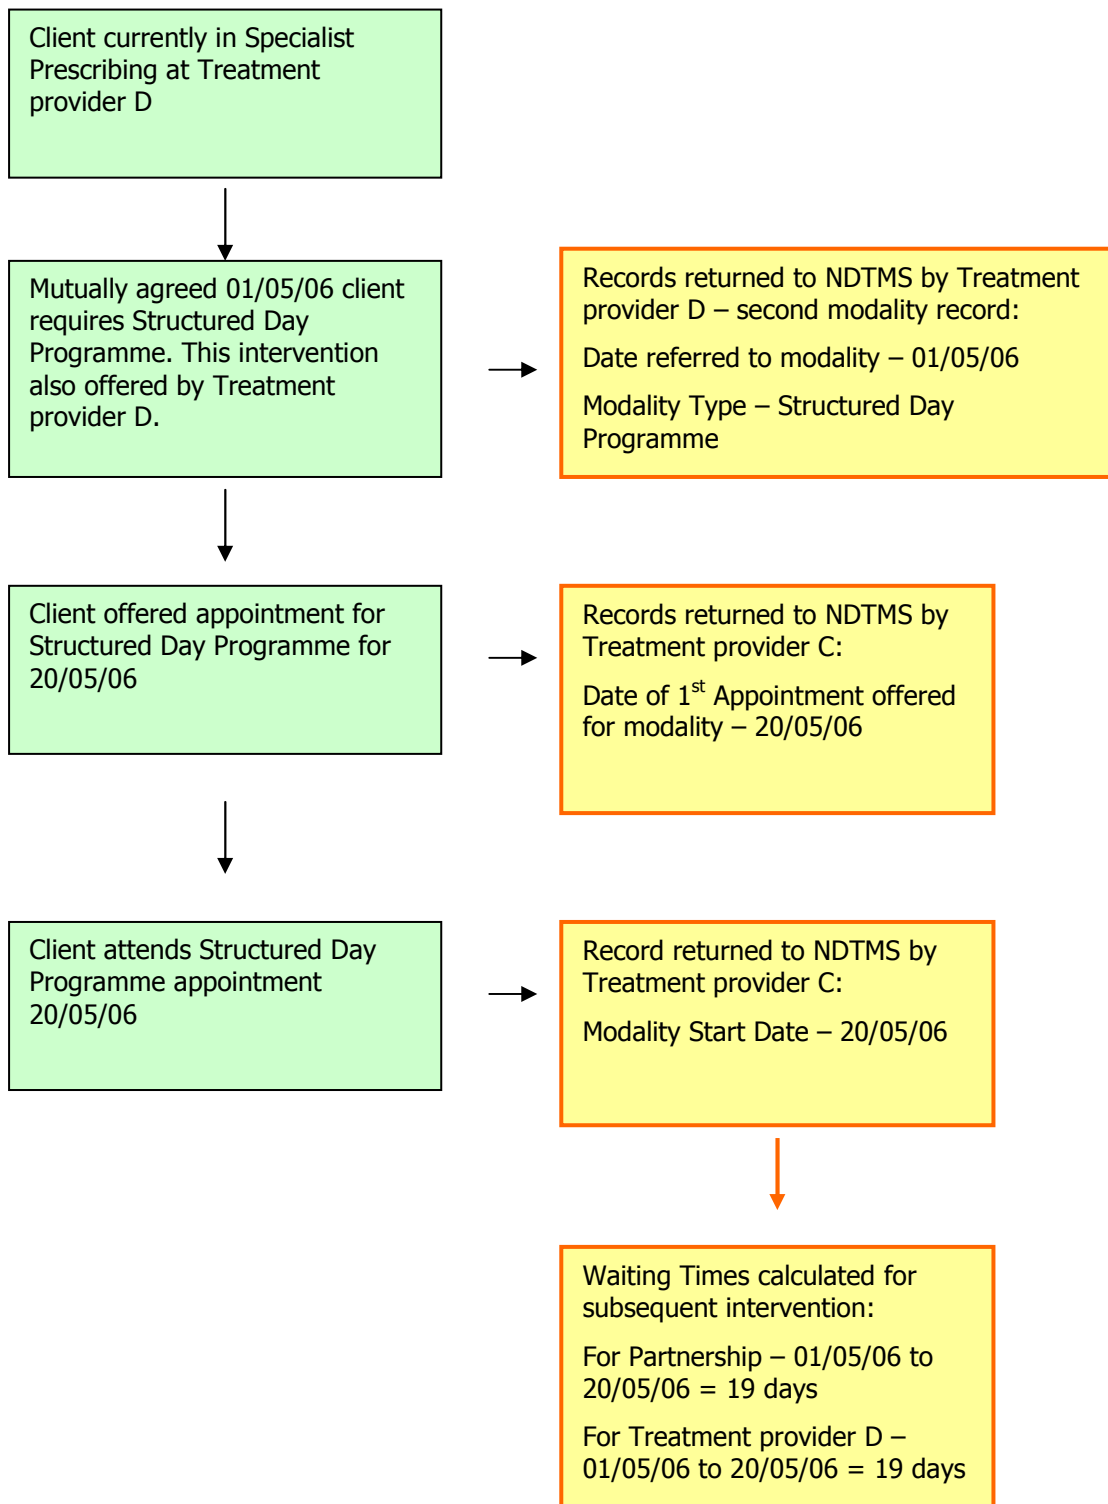 Client currently in Specialist
Prescribing at Treatment
provider D
Mutually agreed 01/05/06 client
requires Structured Day
Programme. This intervention
also offered by Treatment
provider D.
Records returned to NDTMS by Treatment
provider D – second modality record:
Date referred to modality – 01/05/06
Modality Type – Structured Day
Programme
Client offered appointment for
Structured Day Programme for
20/05/06
Records returned to NDTMS by
Treatment provider C:
Date of 1st Appointment offered
for modality – 20/05/06
Client attends Structured Day
Programme appointment
20/05/06
Record returned to NDTMS by
Treatment provider C:
Modality Start Date – 20/05/06
Waiting Times calculated for
subsequent intervention:
For Partnership – 01/05/06 to
20/05/06 = 19 days
For Treatment provider D –
01/05/06 to 20/05/06 = 19 days